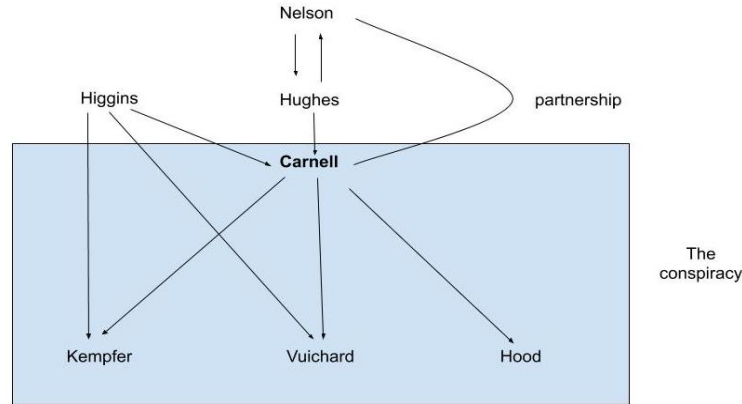 Nelson
Higgins
Hughes
partnership
Carnell
The
conspiracy
Kempfer
Vuichard
Hood